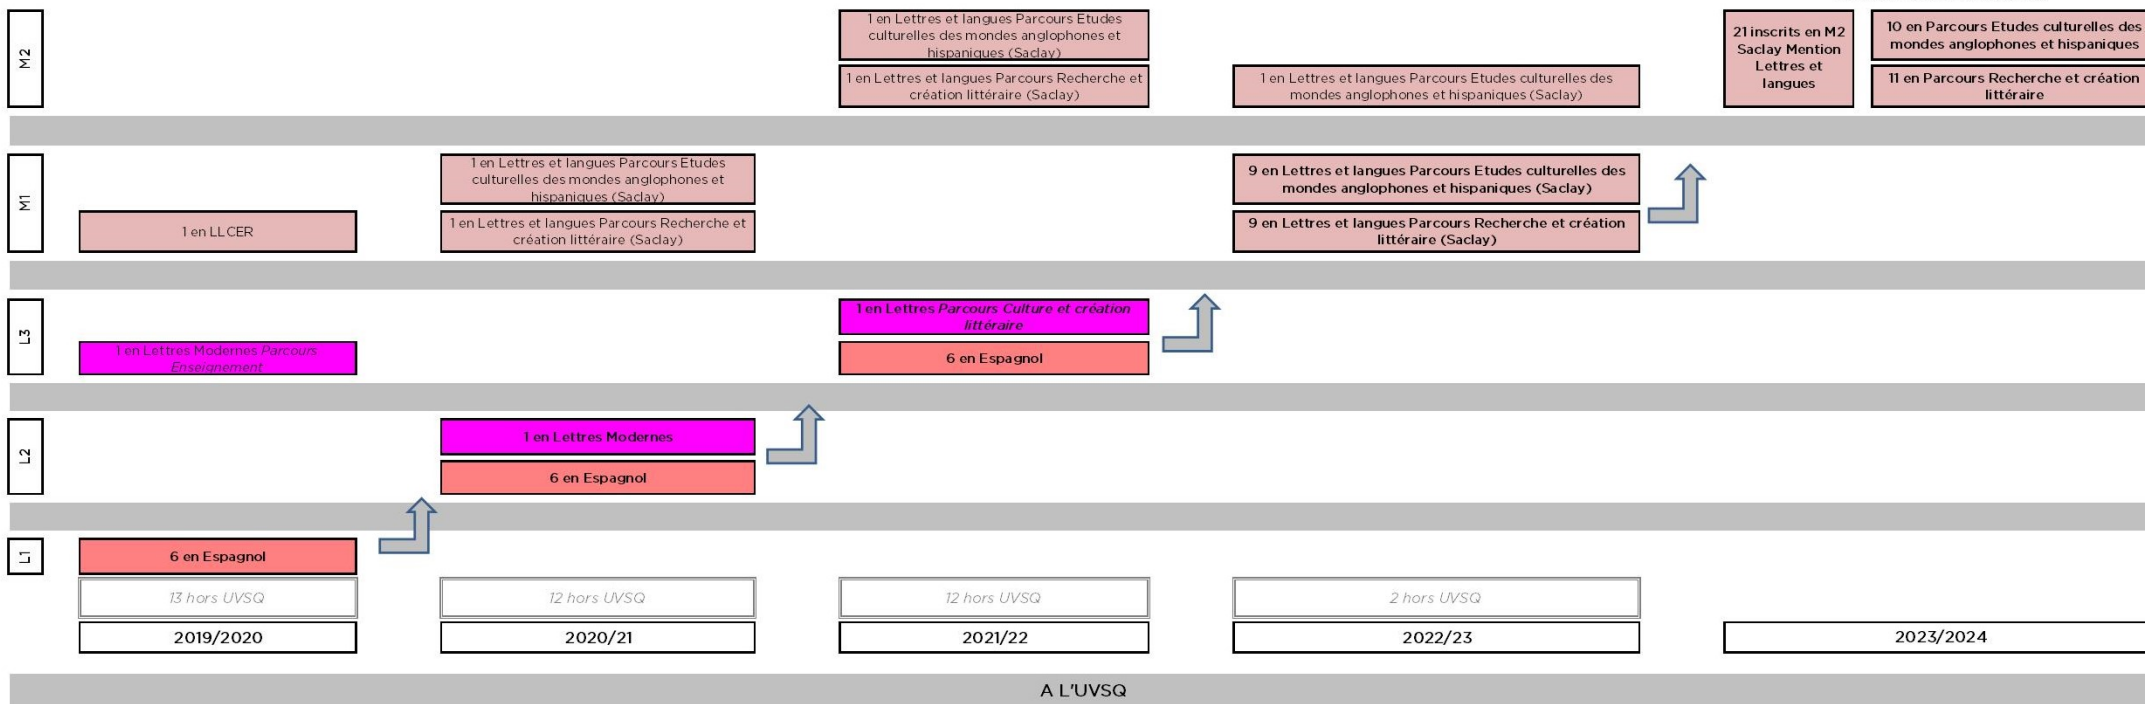 M2
1 en Lettres et langues Parcours Etudes
culturelles des mondes anglophones et
hispaniques (Saclay)
1 en Lettres et langues Parcours Recherche et
création littéraire (Saclay)
1 en Lettres et langues Parcours Etudes culturelles des
mondes anglophones et hispaniques (Saclay)
21 inscrits en M2
Saclay Mention
Lettres et
langues
10 en Parcours Etudes culturelles des
mondes anglophones et hispaniques
11 en Parcours Recherche et création
littéraire
M1
1 en LLCER
1 en Lettres et langues Parcours Etudes
culturelles des mondes anglophones et
hispaniques (Saclay)
1 en Lettres et langues Parcours Recherche et
création littéraire (Saclay)
9 en Lettres et langues Parcours Etudes culturelles des
mondes anglophones et hispaniques (Saclay)
9 en Lettres et langues Parcours Recherche et création
littéraire (Saclay)
L3
1 en Lettres Modernes Parcours
Enseignement
1 en Lettres Parcours Culture et création
littéraire
6 en Espagnol
L2
1 en Lettres Modernes
6 en Espagnol
L1
6 en Espagnol
13 hors UVSQ
12 hors UVSQ
12 hors UVSQ
2 hors UVSQ
2019/2020
2020/21
2021/22
2022/23
2023/2024
A L'UVSQ